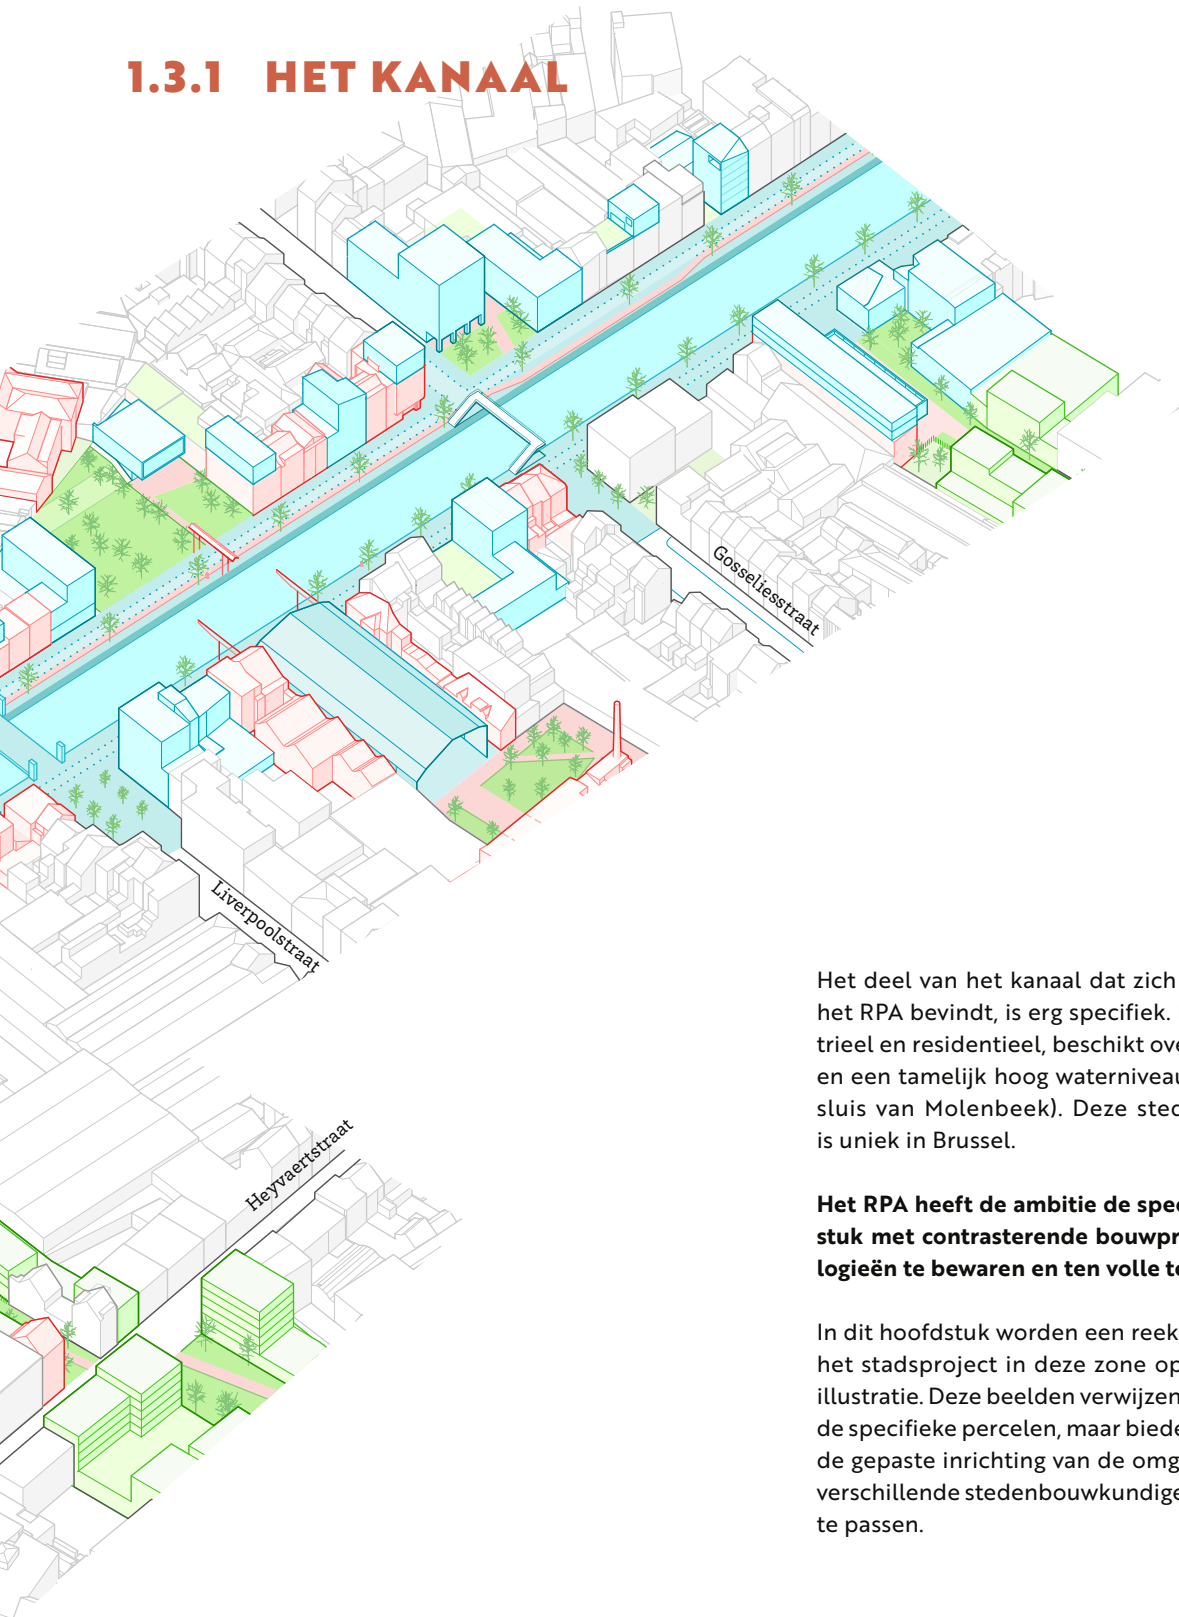 1.3.1 HET KANAAL
Gosseliesstraat
Liverpoolstraat
Heyvaertstraat
Het deel van het kanaal dat zich
het RPA bevindt, is erg specifiek.
trieel en residentieel, beschikt ove
en een tamelijk hoog waterniveau
sluis van Molenbeek). Deze sted
is uniek in Brussel.
Het RPA heeft de ambitie de spec
stuk met contrasterende bouwpr
logieën te bewaren en ten volle te
In dit hoofdstuk worden een reek
het stadsproject in deze zone op
illustratie. Deze beelden verwijzen
de specifieke percelen, maar biede
de gepaste inrichting van de omg
verschillende stedenbouwkundige
te passen.